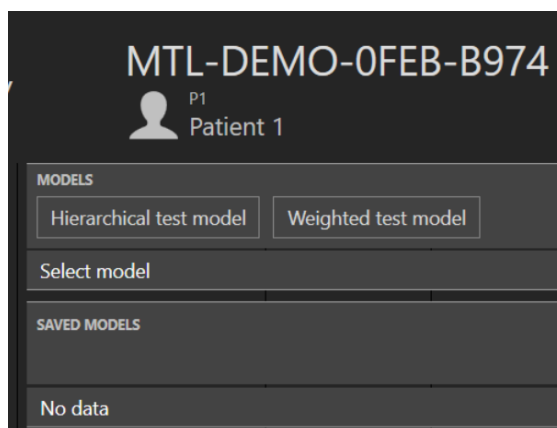 MTL-DEMO-0FEB-B974
P1
Patient 1
MODELS
Hierarchical test model Weighted test model
Select model
SAVED MODELS
No data